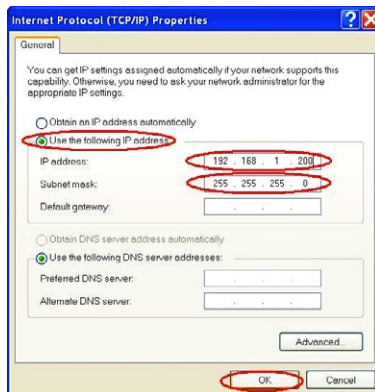 Internet Protocol (TCP/IP) Properties
General
You can get IP settings assigned automatically if your network supports this
capability. Otherwise, you need to ask your network administrator for the
appropriate IP settings.
Obtain an IP address automatically
Use the following IP address:
IP address: 192 . 168 . 1 . 200
Subnet mask: 255 . 255 . 255 . 0
Default gateway: . . .
Obtain DNS server address automatically
Use the following DNS server addresses:
Preferred DNS server: . . .
Alternate DNS server: . . .
Advanced...
OK Cancel